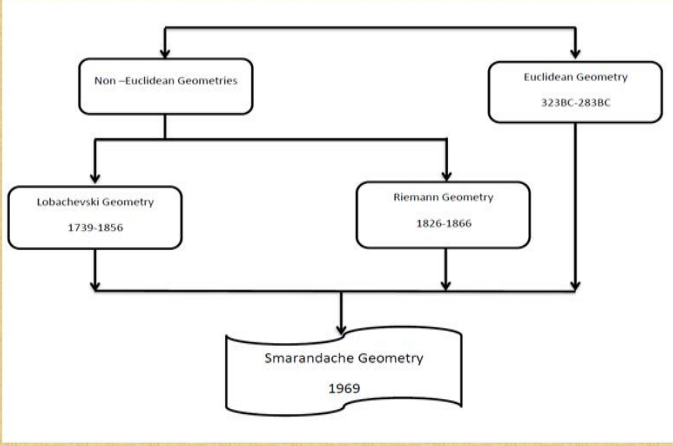 Non –Euclidean Geometries
Euclidean Geometry
323BC-283BC
Lobachevski Geometry
1739-1856
Riemann Geometry
1826-1866
Smarandache Geometry
1969